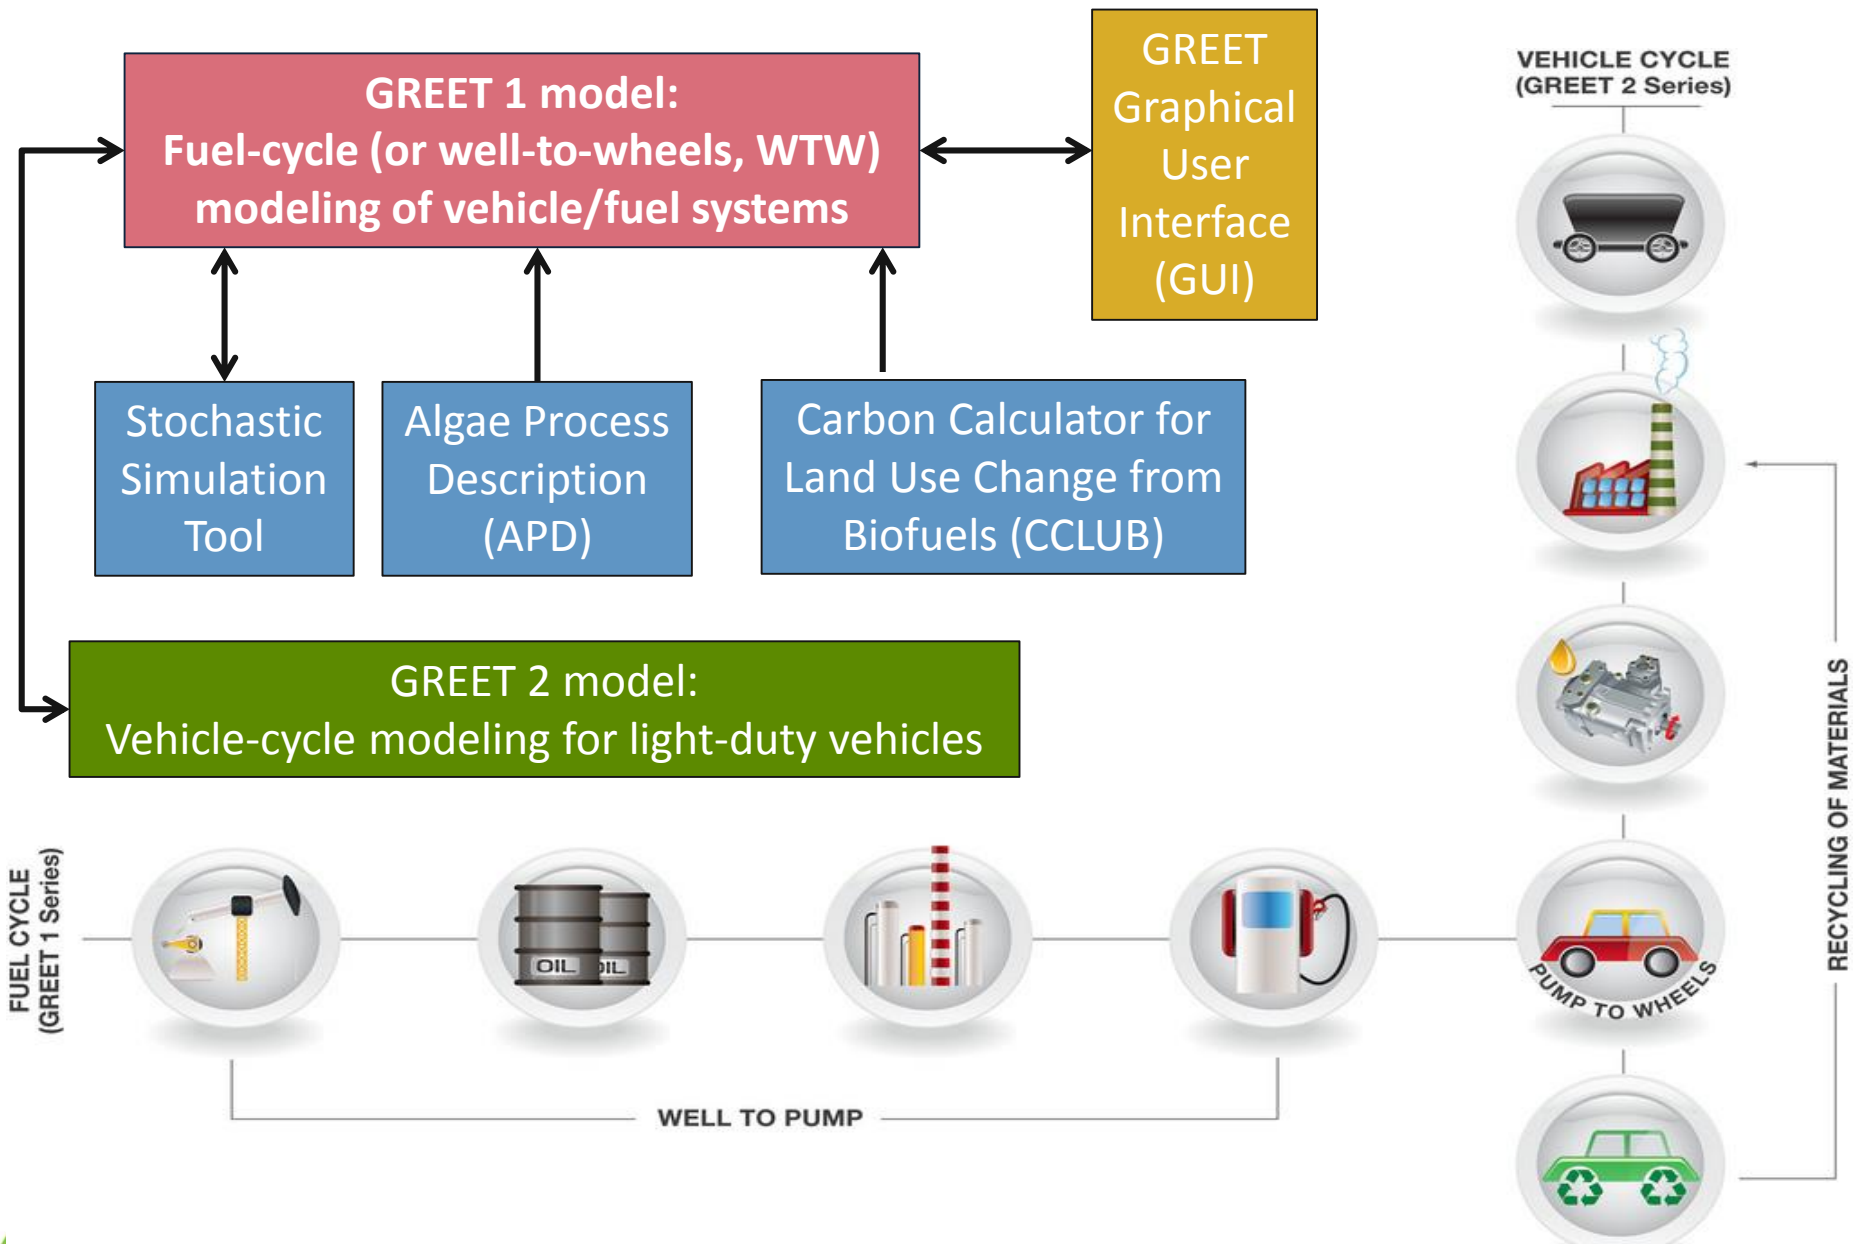 GREET 1 model:
Fuel-cycle (or well-to-wheels, WTW)
modeling of vehicle/fuel systems
GREET
Graphical
User
Interface
(GUI)
Stochastic
Simulation
Tool
Algae Process
Description
(APD)
Carbon Calculator for
Land Use Change from
Biofuels (CCLUB)
GREET 2 model:
Vehicle-cycle modeling for light-duty vehicles
VEHICLE CYCLE
(GREET 2 Series)
RECYCLING OF MATERIALS
FUEL CYCLE
(GREET 1 Series)
OIL
OIL
PUMP TO WHEELS
WELL TO PUMP